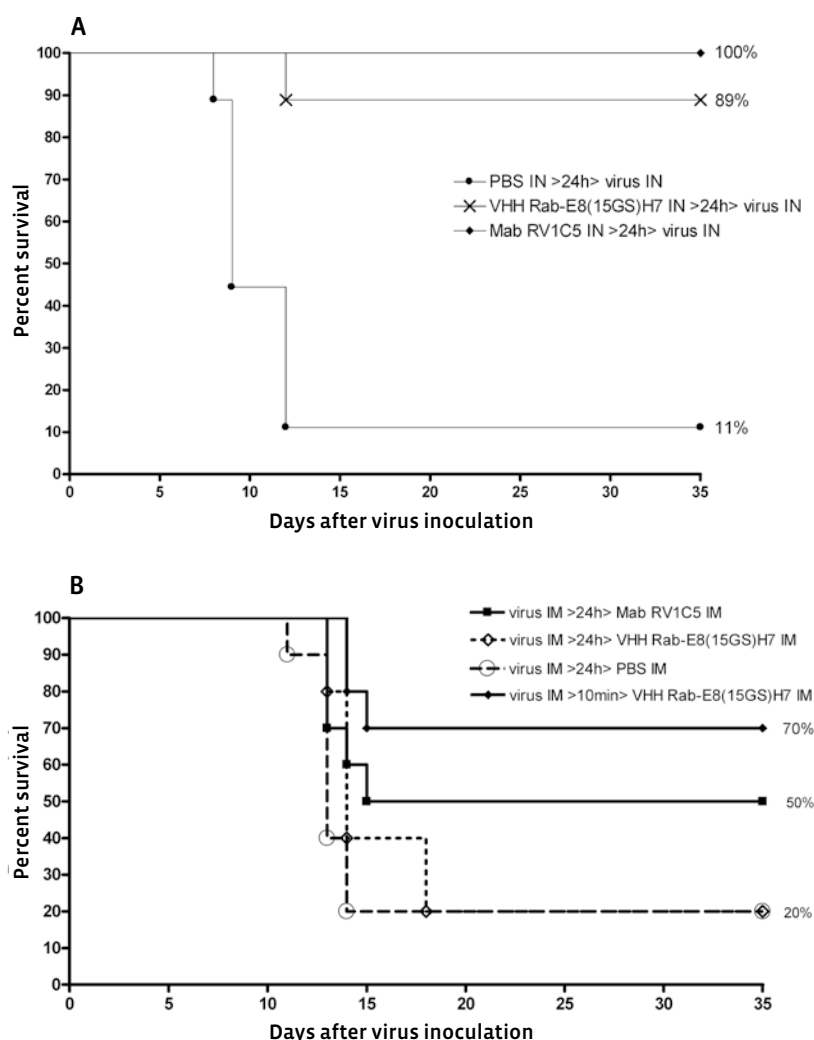 A
100
90
80
70
60
50
40
30
20
10
0
Percent survival
100%
89%
11%
PBS IN >24h> virus IN
VHH Rab-E8(15GS)H7 IN >24h> virus IN
Mab RV1C5 IN >24h> virus IN
0 5 10 15 20 25 30 35
Days after virus inoculation
B
100
90
80
70
60
50
40
30
20
10
0
Percent survival
virus IM >24h> Mab RV1C5 IM
virus IM >24h> VHH Rab-E8(15GS)H7 IM
virus IM >24h> PBS IM
virus IM >10min> VHH Rab-E8(15GS)H7 IM
70%
50%
20%
0 5 10 15 20 25 30 35
Days after virus inoculation